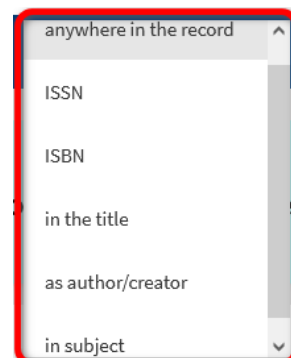 anywhere in the record
ISSN
ISBN
in the title
as author/creator
in subject